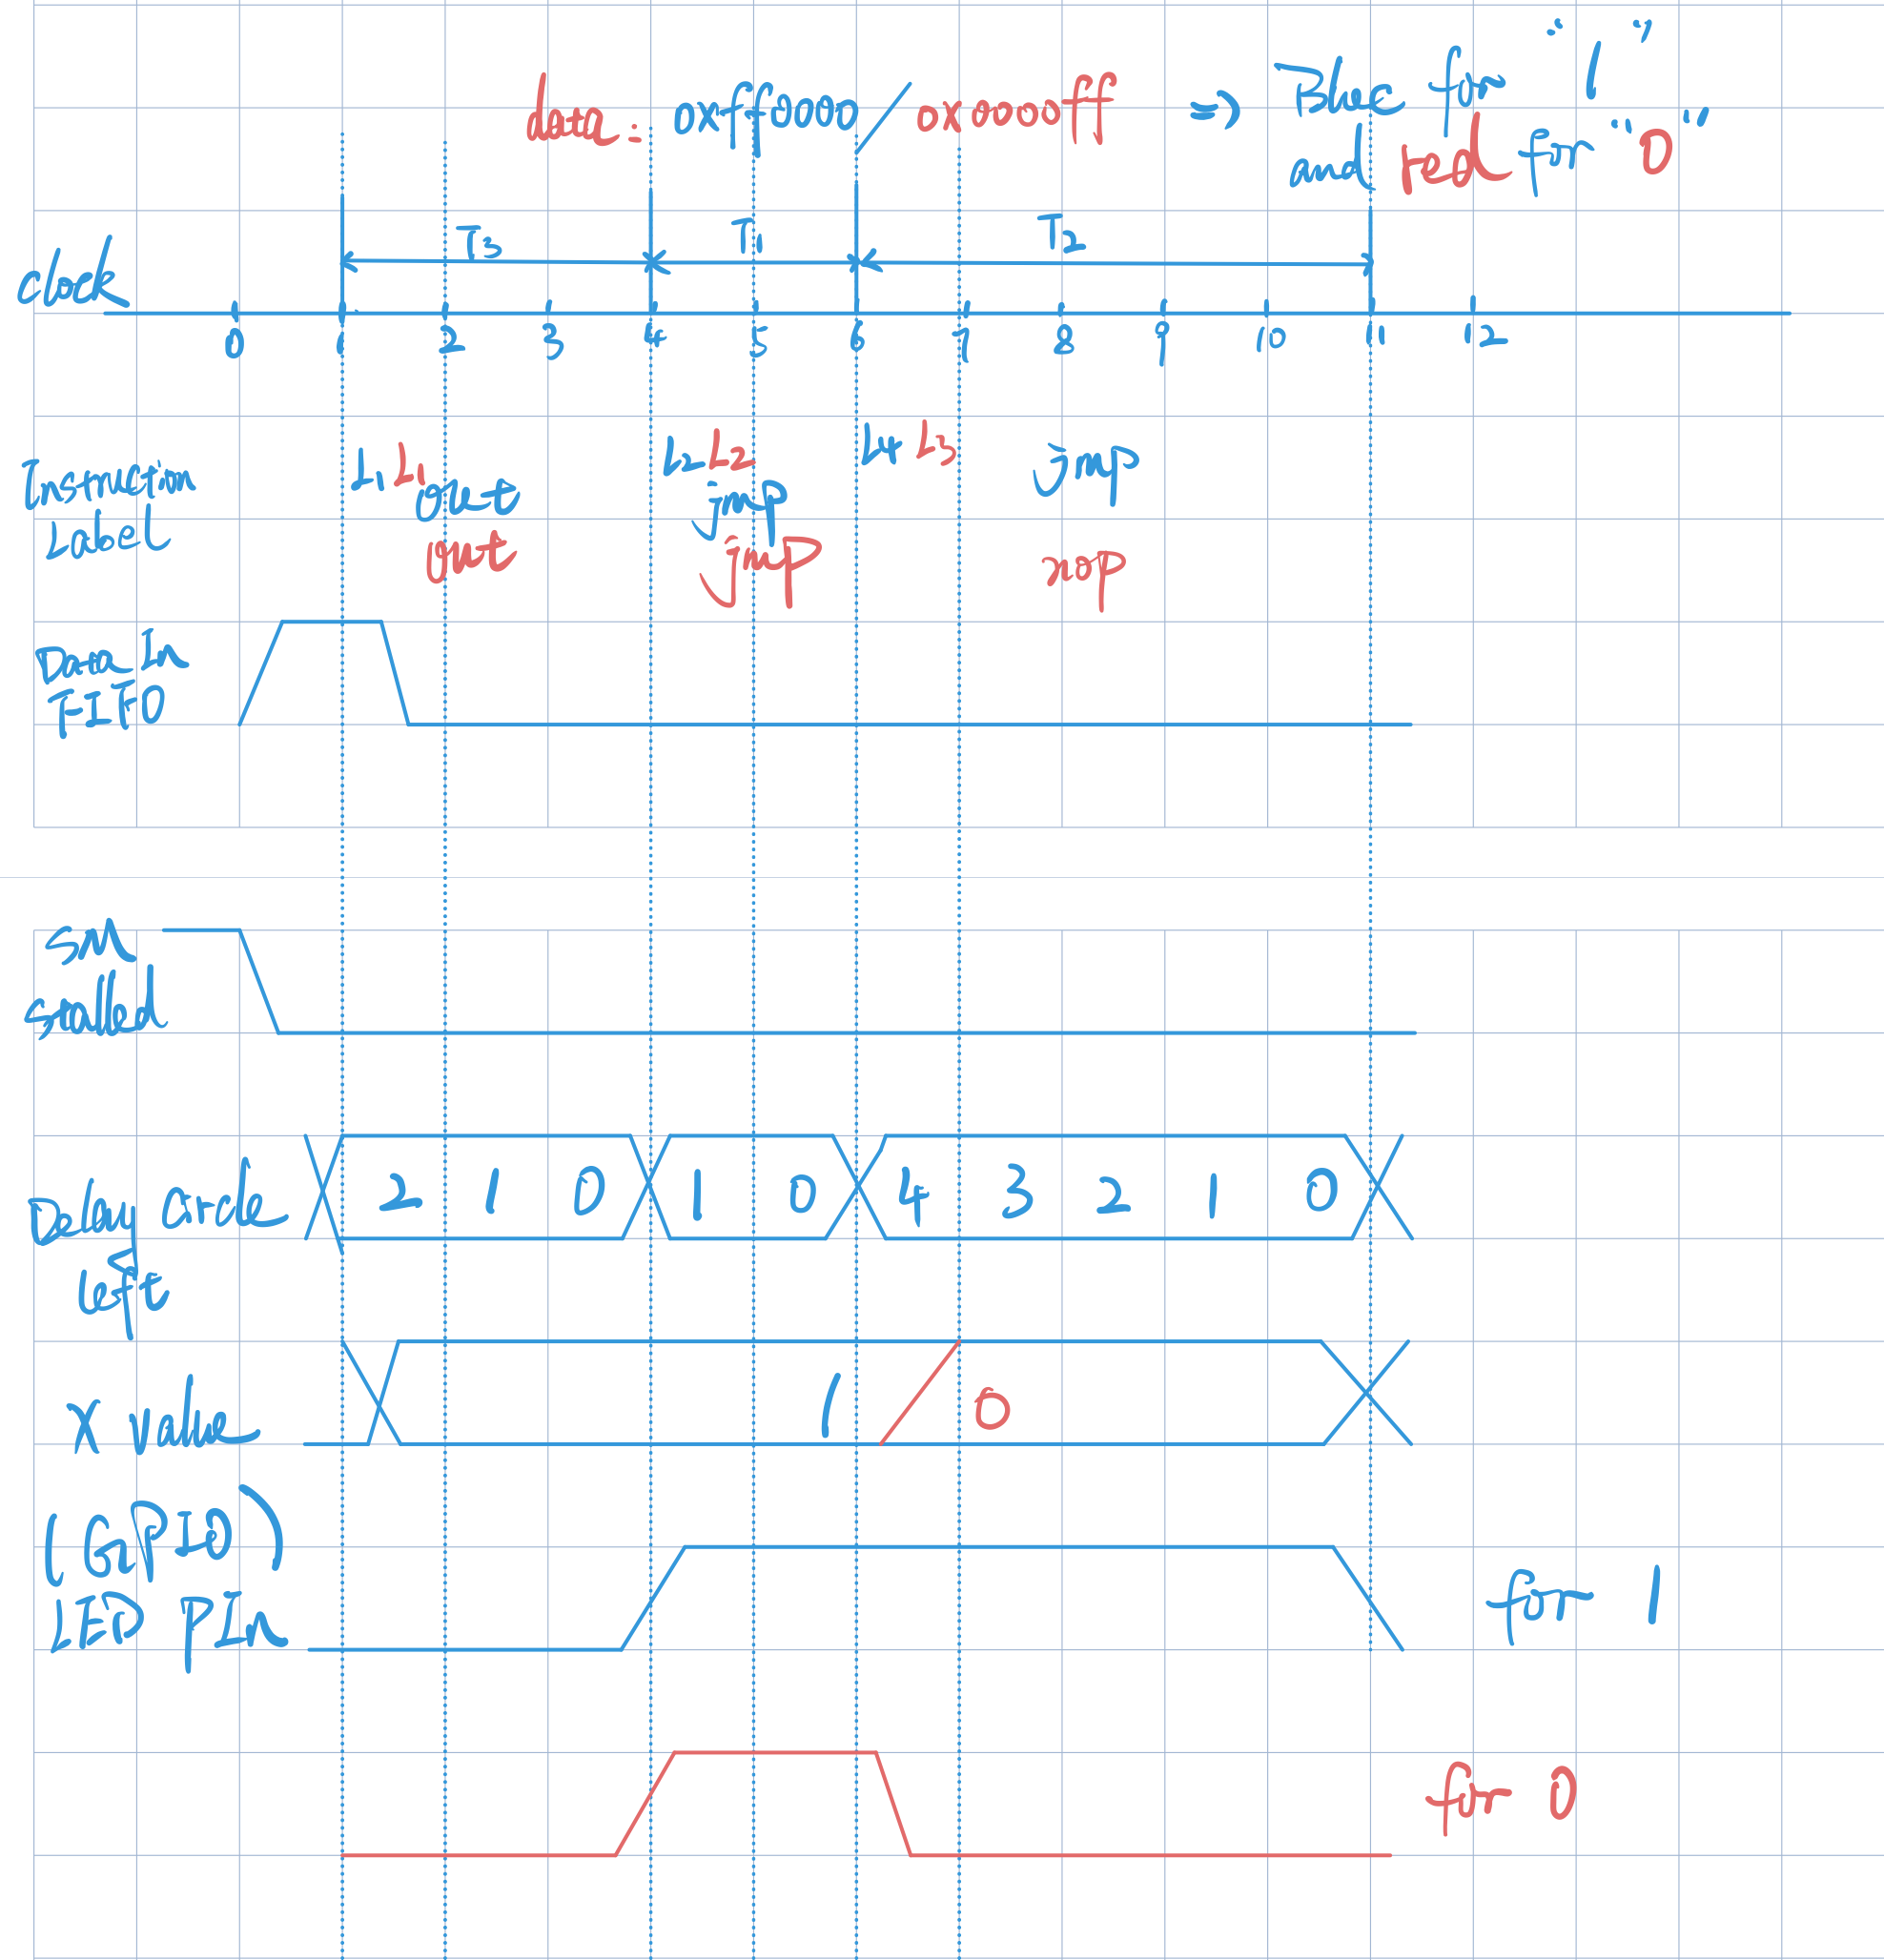 data: 0xff0000/0x0000ff => Blue for "1"
and red for "0"
T3 T1 T2
clock
0 1 2 3 4 5 6 7 8 9 10 11 12
Instruction Label
L1 L1 L2 L2 L4 L3
out jmp jmp
out jmp nop
Data In
FIFO
SM
stalled
Delay Circle
left
2 1 0 1 0 4 3 2 1 0
X value
1/0
(GPIO)
LED PIn
for 1
for 0